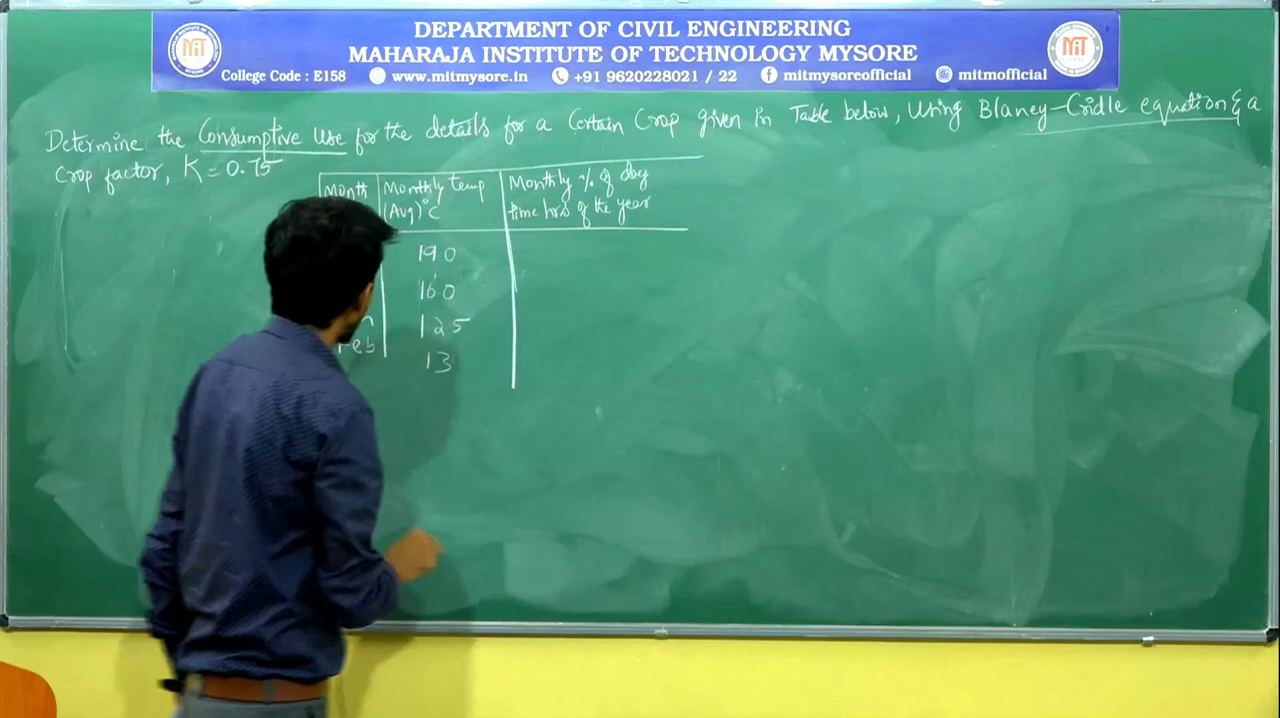 DEPARTMENT OF CIVIL ENGINEERING
MAHARAJA INSTITUTE OF TECHNOLOGY MYSORE
College Code : E158 www.mitmysore.in +91 9620228021 / 22 mitmysoreofficial mitmofficial
MIT
MIT
Determine the Consumptive Use for the details for a Certain Crop given in Table below, Using Blaney-Cridle equation & a
Crop factor, K = 0.75
Month Monthly temp Monthly % of day
(Avg)°C time hrs of the year
19.0
16.0
12.5
Feb 13